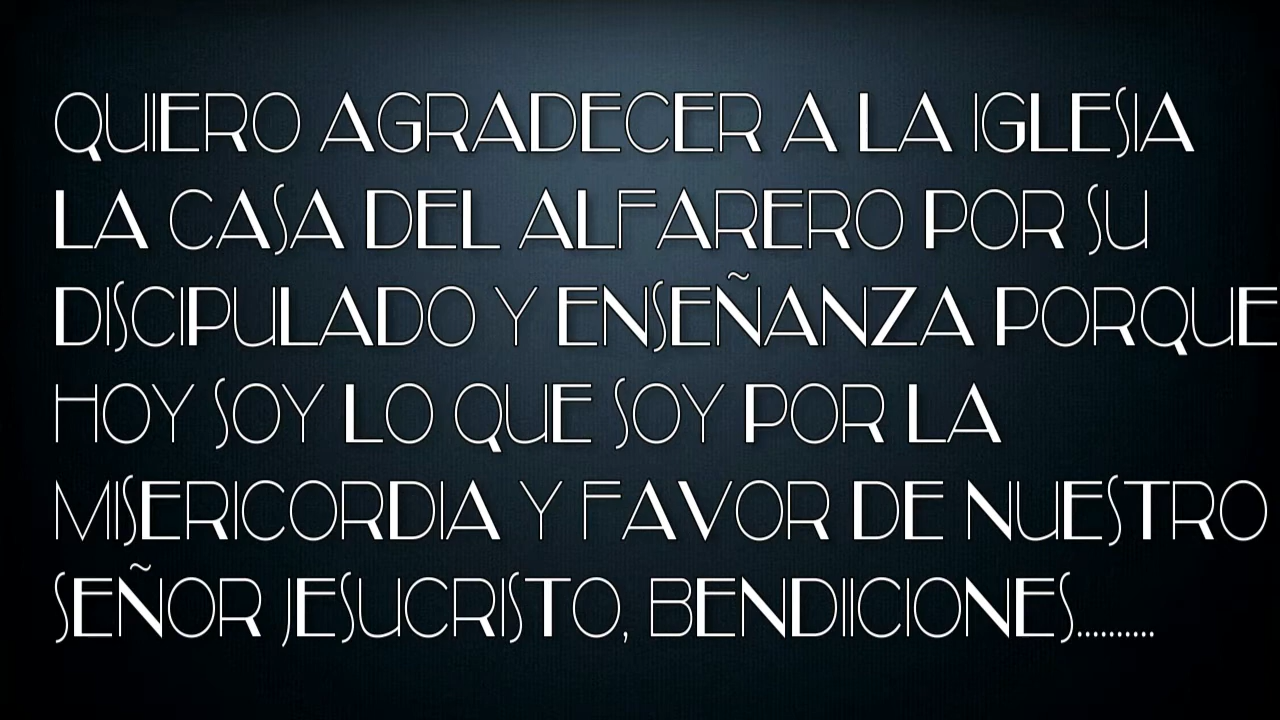 QUIERO AGRADECER A LA IGLESIA
LA CASA DEL ALFARERO POR SU
DISCIPULADO Y ENSEÑANZA PORQUE
HOY SOY LO QUE SOY POR LA
MISERICORDIA Y FAVOR DE NUESTRO
SEÑOR JESUCRISTO, BENDIICIONES..........